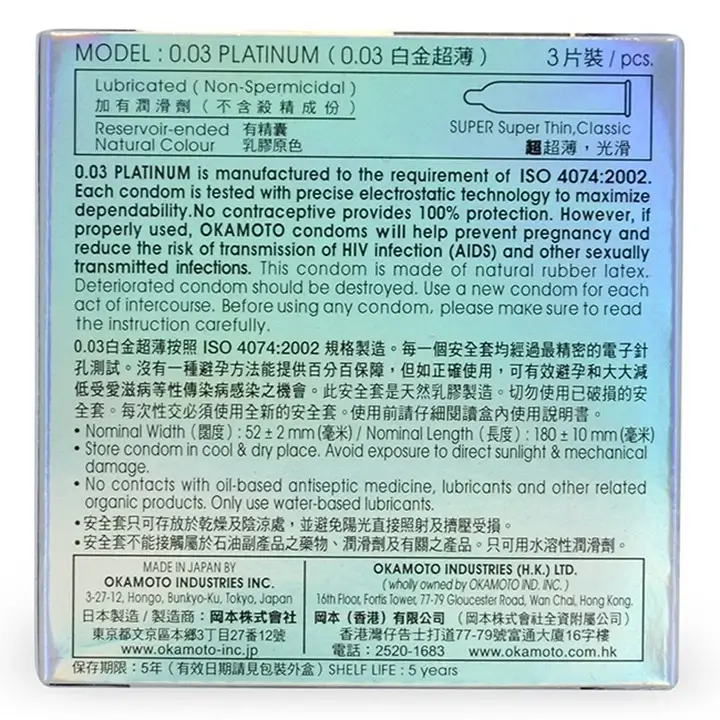 MODEL : 0.03 PLATINUM ( 0.03 白金超薄 ) 3片裝 / pcs.
Lubricated ( Non-Spermicidal )
加有潤滑劑 ( 不含殺精成份 )
Reservoir-ended 有精囊
Natural Colour 乳膠原色
SUPER Super Thin,Classic
超超薄，光滑
0.03 PLATINUM is manufactured to the requirement of ISO 4074:2002.
Each condom is tested with precise electrostatic technology to maximize
dependability.No contraceptive provides 100% protection. However, if
properly used, OKAMOTO condoms will help prevent pregnancy and
reduce the risk of transmission of HIV infection (AIDS) and other sexually
transmitted infections. This condom is made of natural rubber latex.
Deteriorated condom should be destroyed. Use a new condom for each
act of intercourse. Before using any condom, please make sure to read
the instruction carefully.
0.03白金超薄按照 ISO 4074:2002 規格製造。每一個安全套均經過最精密的電子針
孔測試。沒有一種避孕方法能提供百分百保障，但如正確使用，可有效避孕和大大減
低受愛滋病等性傳染病感染之機會。此安全套是天然乳膠製造。切勿使用已破損的安
全套。每次性交必須使用全新的安全套。使用前請仔細閱讀盒內使用說明書。
• Nominal Width (闊度) : 52 ± 2 mm (毫米) / Nominal Length (長度) : 180 ± 10 mm (毫米)
• Store condom in cool & dry place. Avoid exposure to direct sunlight & mechanical
damage.
• No contacts with oil-based antiseptic medicine, lubricants and other related
organic products. Only use water-based lubricants.
• 安全套只可存放於乾燥及陰涼處，並避免陽光直接照射及擠壓受損。
• 安全套不能接觸屬於石油副產品之藥物、潤滑劑及有關之產品。只可用水溶性潤滑劑。
MADE IN JAPAN BY
OKAMOTO INDUSTRIES INC.
3-27-12, Hongo, Bunkyo-Ku, Tokyo, Japan
日本製造 / 製造商：岡本株式會社
東京都文京區本鄉3丁目27番12號
www.okamoto-inc.jp
OKAMOTO INDUSTRIES (H.K.) LTD.
( wholly owned by OKAMOTO IND. INC. )
16th Floor, Fortis Tower, 77-79 Gloucester Road, Wan Chai, Hong Kong.
岡本（香港）有限公司（岡本株式會社全資附屬公司）
香港灣仔告士打道77-79號富通大廈16字樓
電話：2520-1683 www.okamoto.com.hk
保存期限：5年（有效日期請見包裝外盒）SHELF LIFE : 5 years